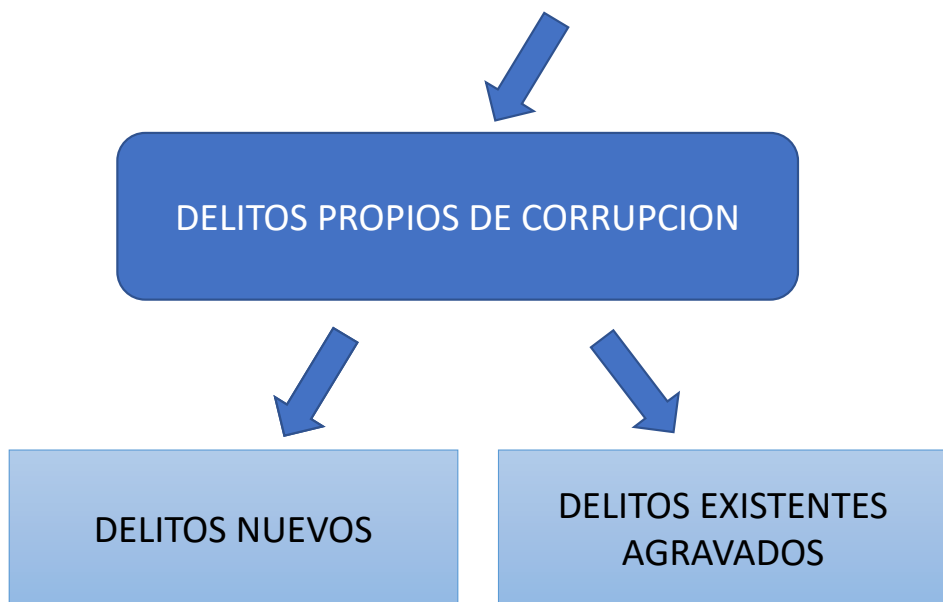 DELITOS PROPIOS DE CORRUPCION
DELITOS NUEVOS
DELITOS EXISTENTES
AGRAVADOS